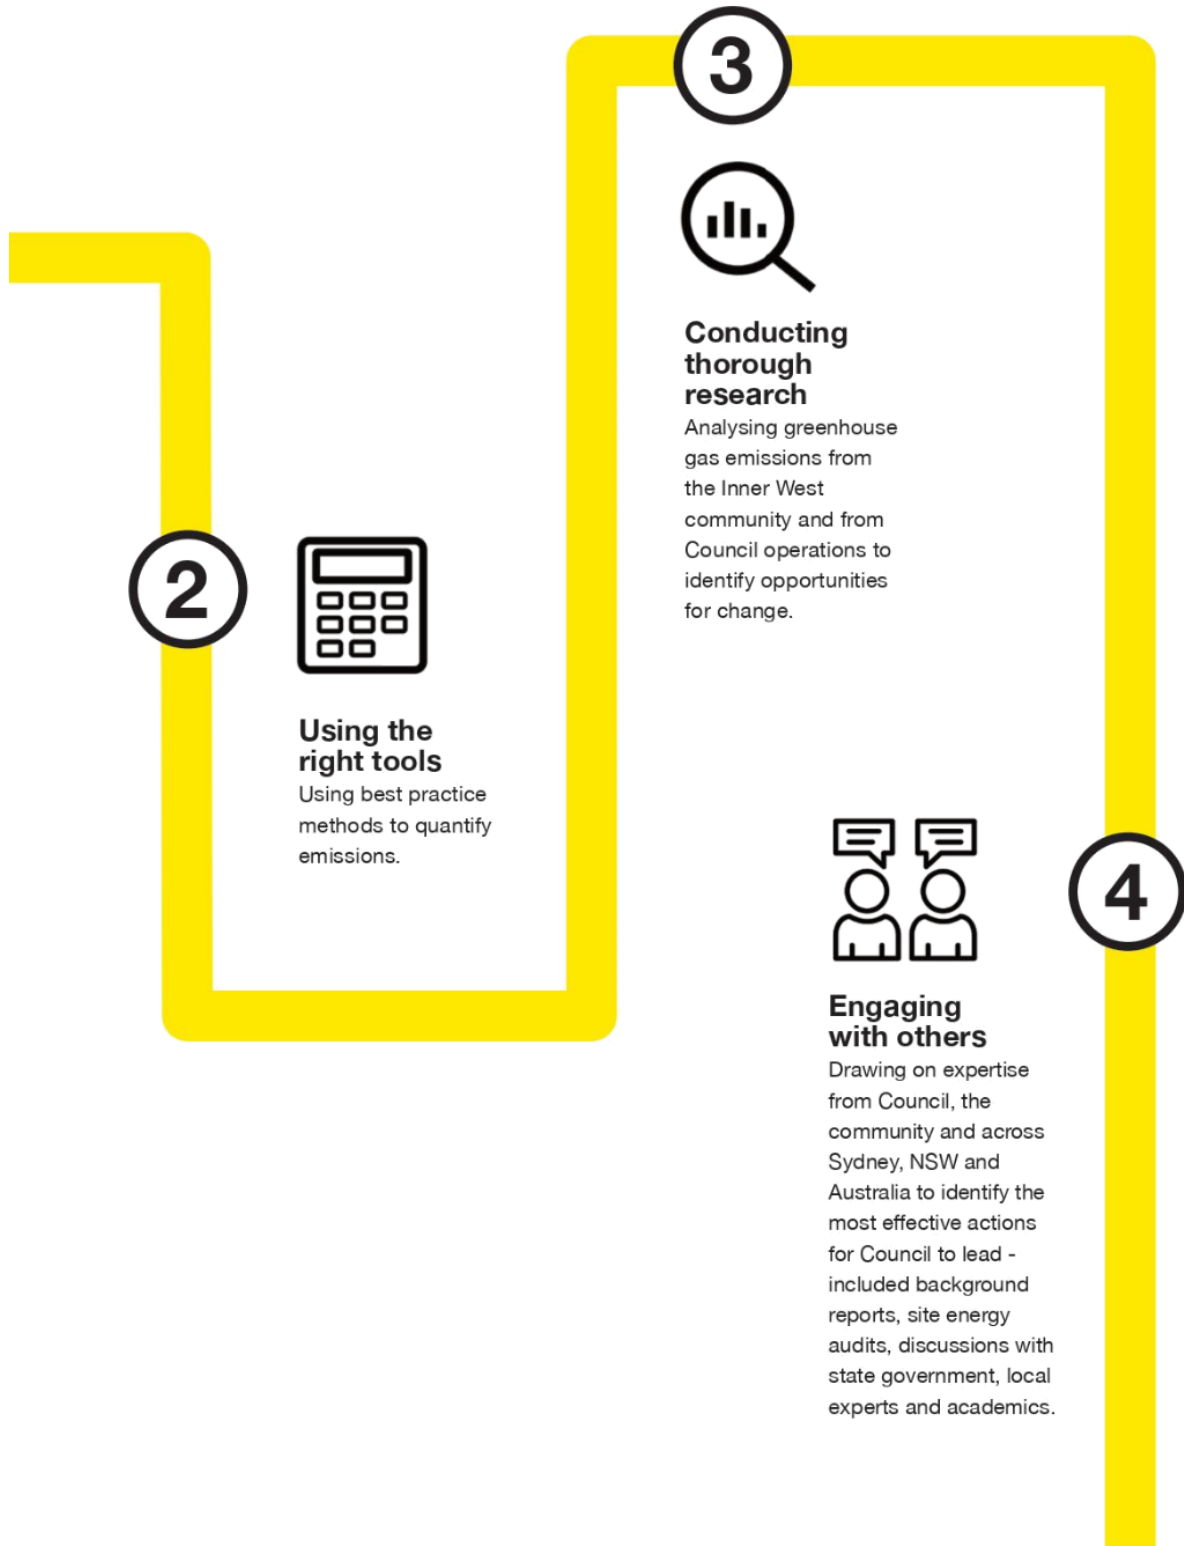 2
Using the
right tools
Using best practice
methods to quantify
emissions.
3
Conducting
thorough
research
Analysing greenhouse
gas emissions from
the Inner West
community and from
Council operations to
identify opportunities
for change.
4
Engaging
with others
Drawing on expertise
from Council, the
community and across
Sydney, NSW and
Australia to identify the
most effective actions
for Council to lead -
included background
reports, site energy
audits, discussions with
state government, local
experts and academics.